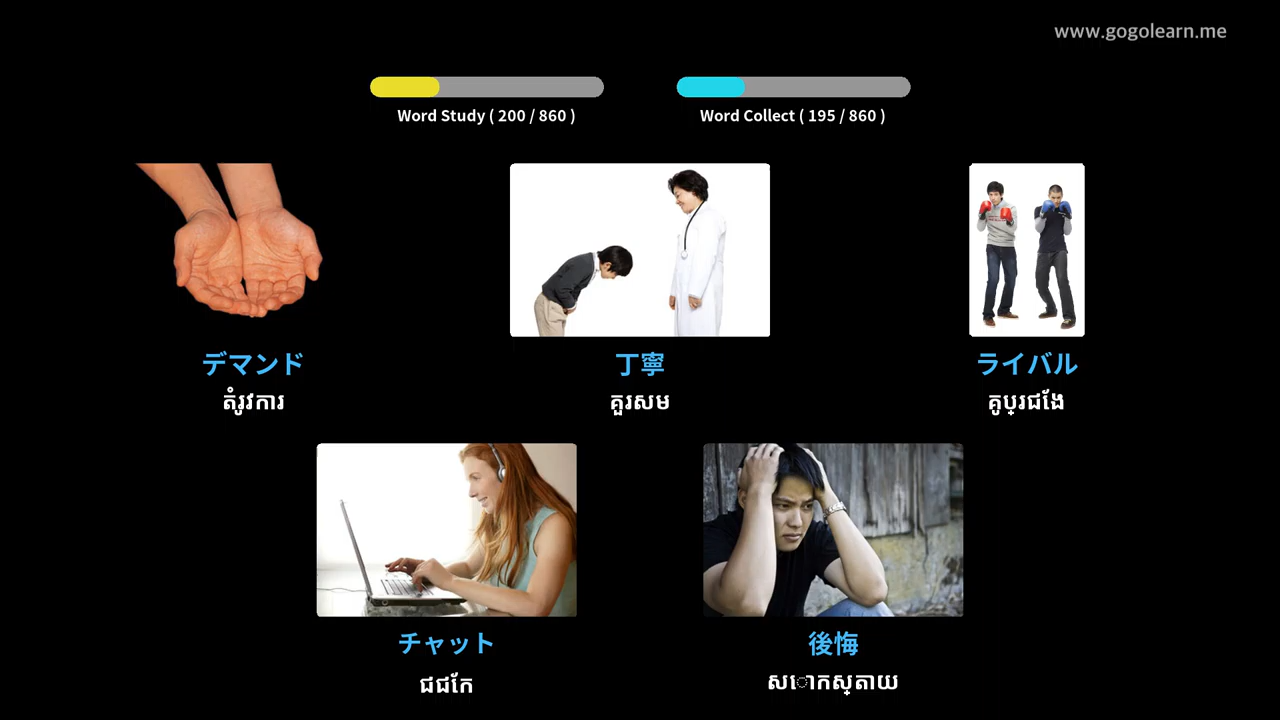 www.gogolearn.me
Word Study ( 200 / 860 )
Word Collect ( 195 / 860 )
デマンド
តំរូវការ
丁寧
គួរសម
ライバル
គូប្រជងែ
チャット
ជជកែ
後悔
សោកស្តាយ